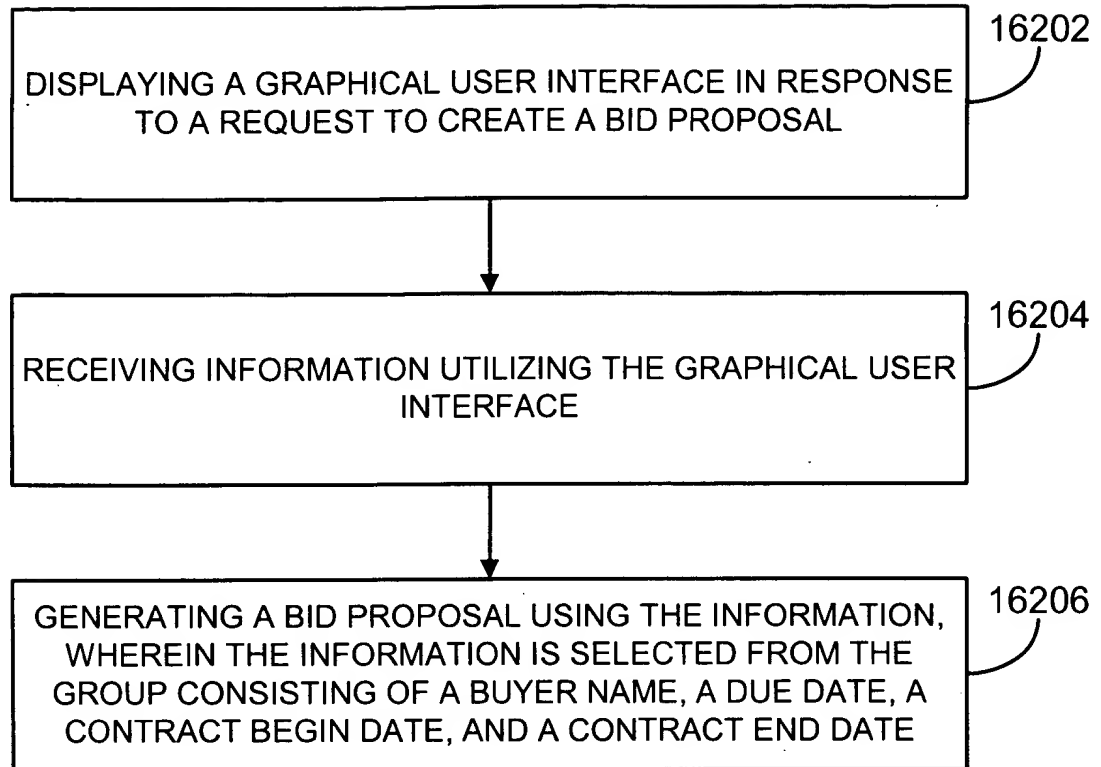 16202
DISPLAYING A GRAPHICAL USER INTERFACE IN RESPONSE
TO A REQUEST TO CREATE A BID PROPOSAL
16204
RECEIVING INFORMATION UTILIZING THE GRAPHICAL USER
INTERFACE
16206
GENERATING A BID PROPOSAL USING THE INFORMATION,
WHEREIN THE INFORMATION IS SELECTED FROM THE
GROUP CONSISTING OF A BUYER NAME, A DUE DATE, A
CONTRACT BEGIN DATE, AND A CONTRACT END DATE